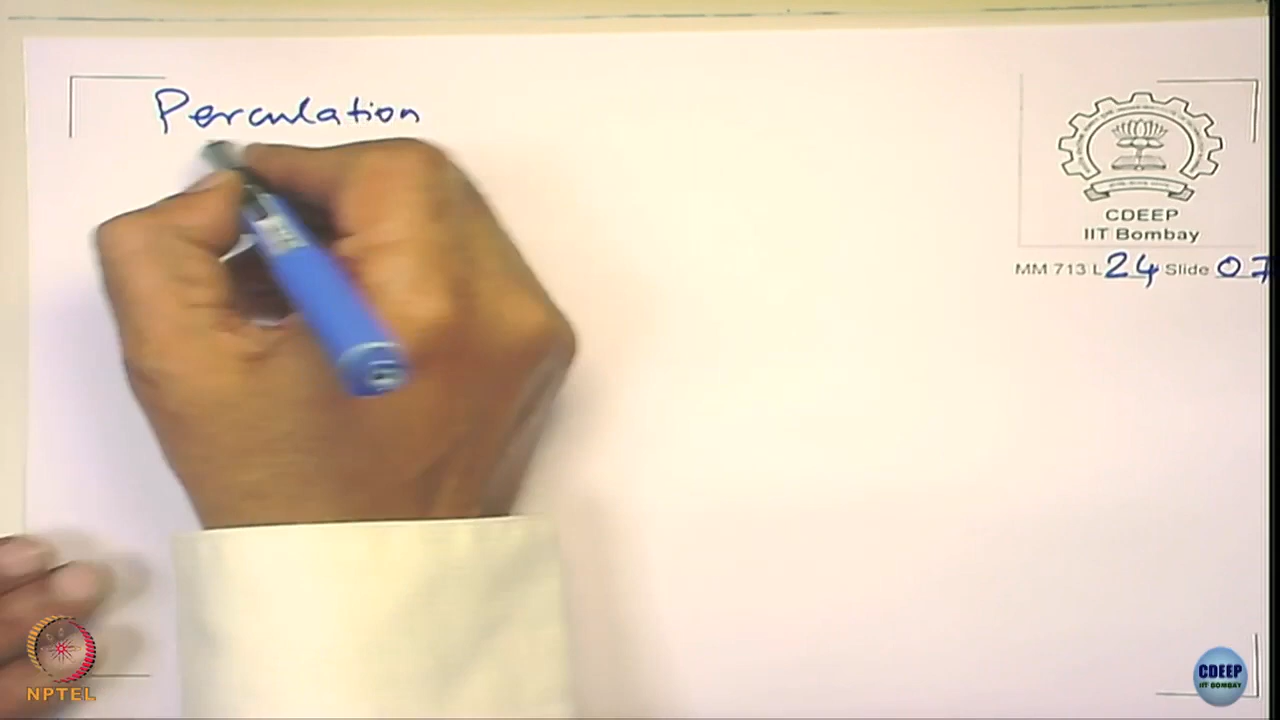 Perculation
CDEEP
IIT Bombay
MM 713 L 24 Slide 07
NPTEL
CDEEP
IIT BOMBAY